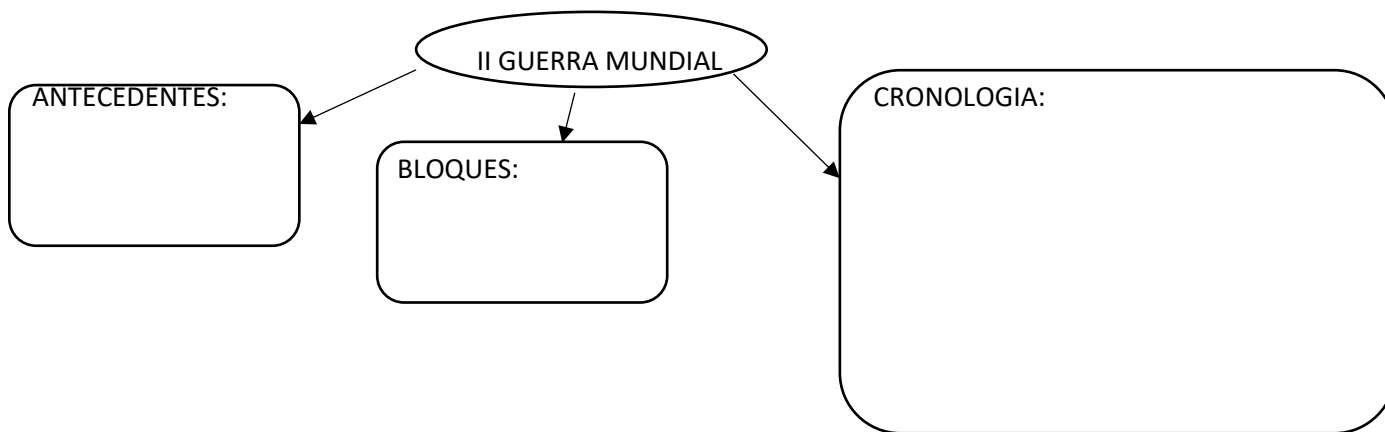 II GUERRA MUNDIAL
ANTECEDENTES:
BLOQUES:
CRONOLOGIA: